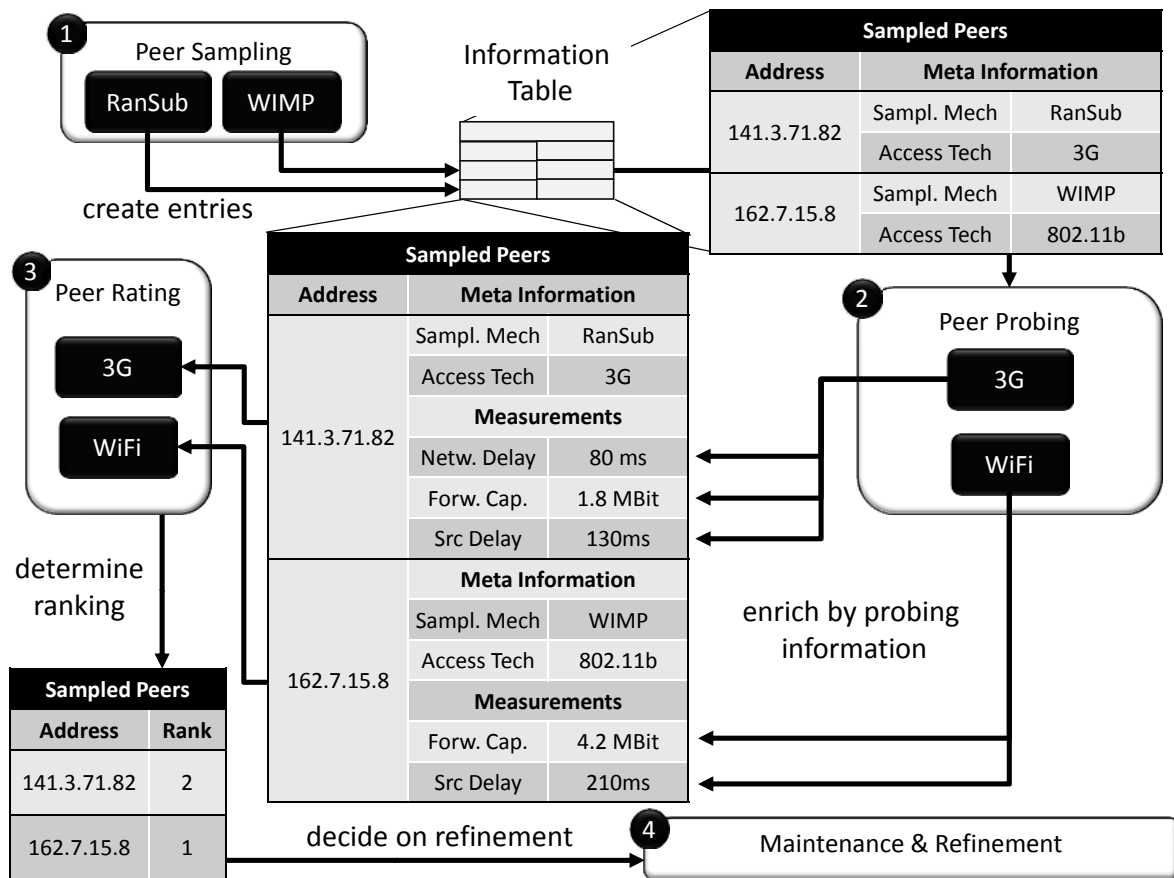 1
Peer Sampling
RanSub WIMP
create entries
Information
Table
Sampled Peers
Address Meta Information
141.3.71.82
Sampl. Mech RanSub
Access Tech 3G
162.7.15.8
Sampl. Mech WIMP
Access Tech 802.11b
2
Peer Probing
3G
WiFi
enrich by probing
information
Sampled Peers
Address Meta Information
141.3.71.82
Sampl. Mech RanSub
Access Tech 3G
Measurements
Netw. Delay 80 ms
Forw. Cap. 1.8 MBit
Src Delay 130ms
162.7.15.8
Meta Information
Sampl. Mech WIMP
Access Tech 802.11b
Measurements
Forw. Cap. 4.2 MBit
Src Delay 210ms
3
Peer Rating
3G
WiFi
determine
ranking
Sampled Peers
Address Rank
141.3.71.82 2
162.7.15.8 1
decide on refinement
4
Maintenance & Refinement